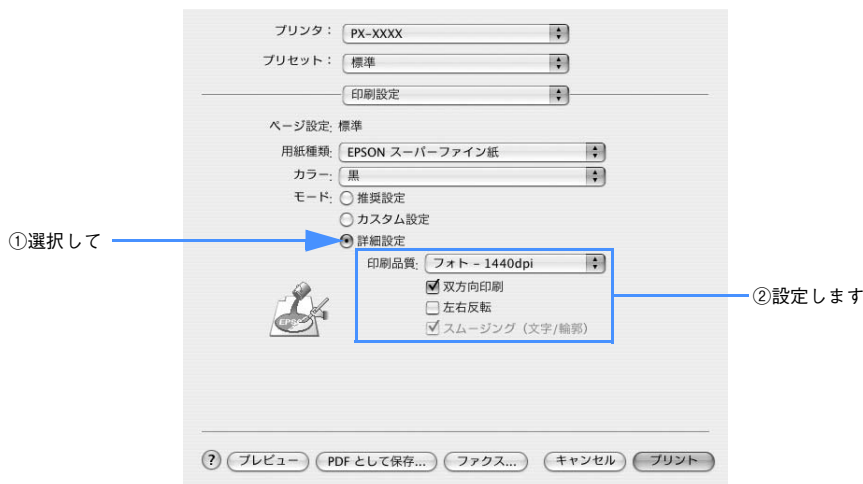 プリンタ： PX-XXXX
プリセット： 標準
印刷設定
ページ設定: 標準
用紙種類: EPSON スーパーファイン紙
カラー: 黒
モード: 推奨設定
カスタム設定
①選択して
詳細設定
印刷品質: フォト - 1440dpi
双方向印刷
②設定します
左右反転
スムージング（文字/輪郭）
EPSO
? プレビュー PDF として保存... ファクス... キャンセル プリント